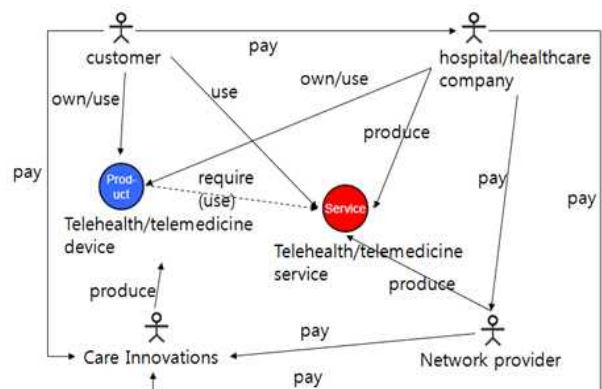 pay
customer
hospital/healthcare
company
own/use
own/use
use
produce
pay
Prod-
uct
require
(use)
Service
pay
pay
Telehealth/telemedicine
device
Telehealth/telemedicine
service
produce
produce
pay
Care Innovations
Network provider
pay